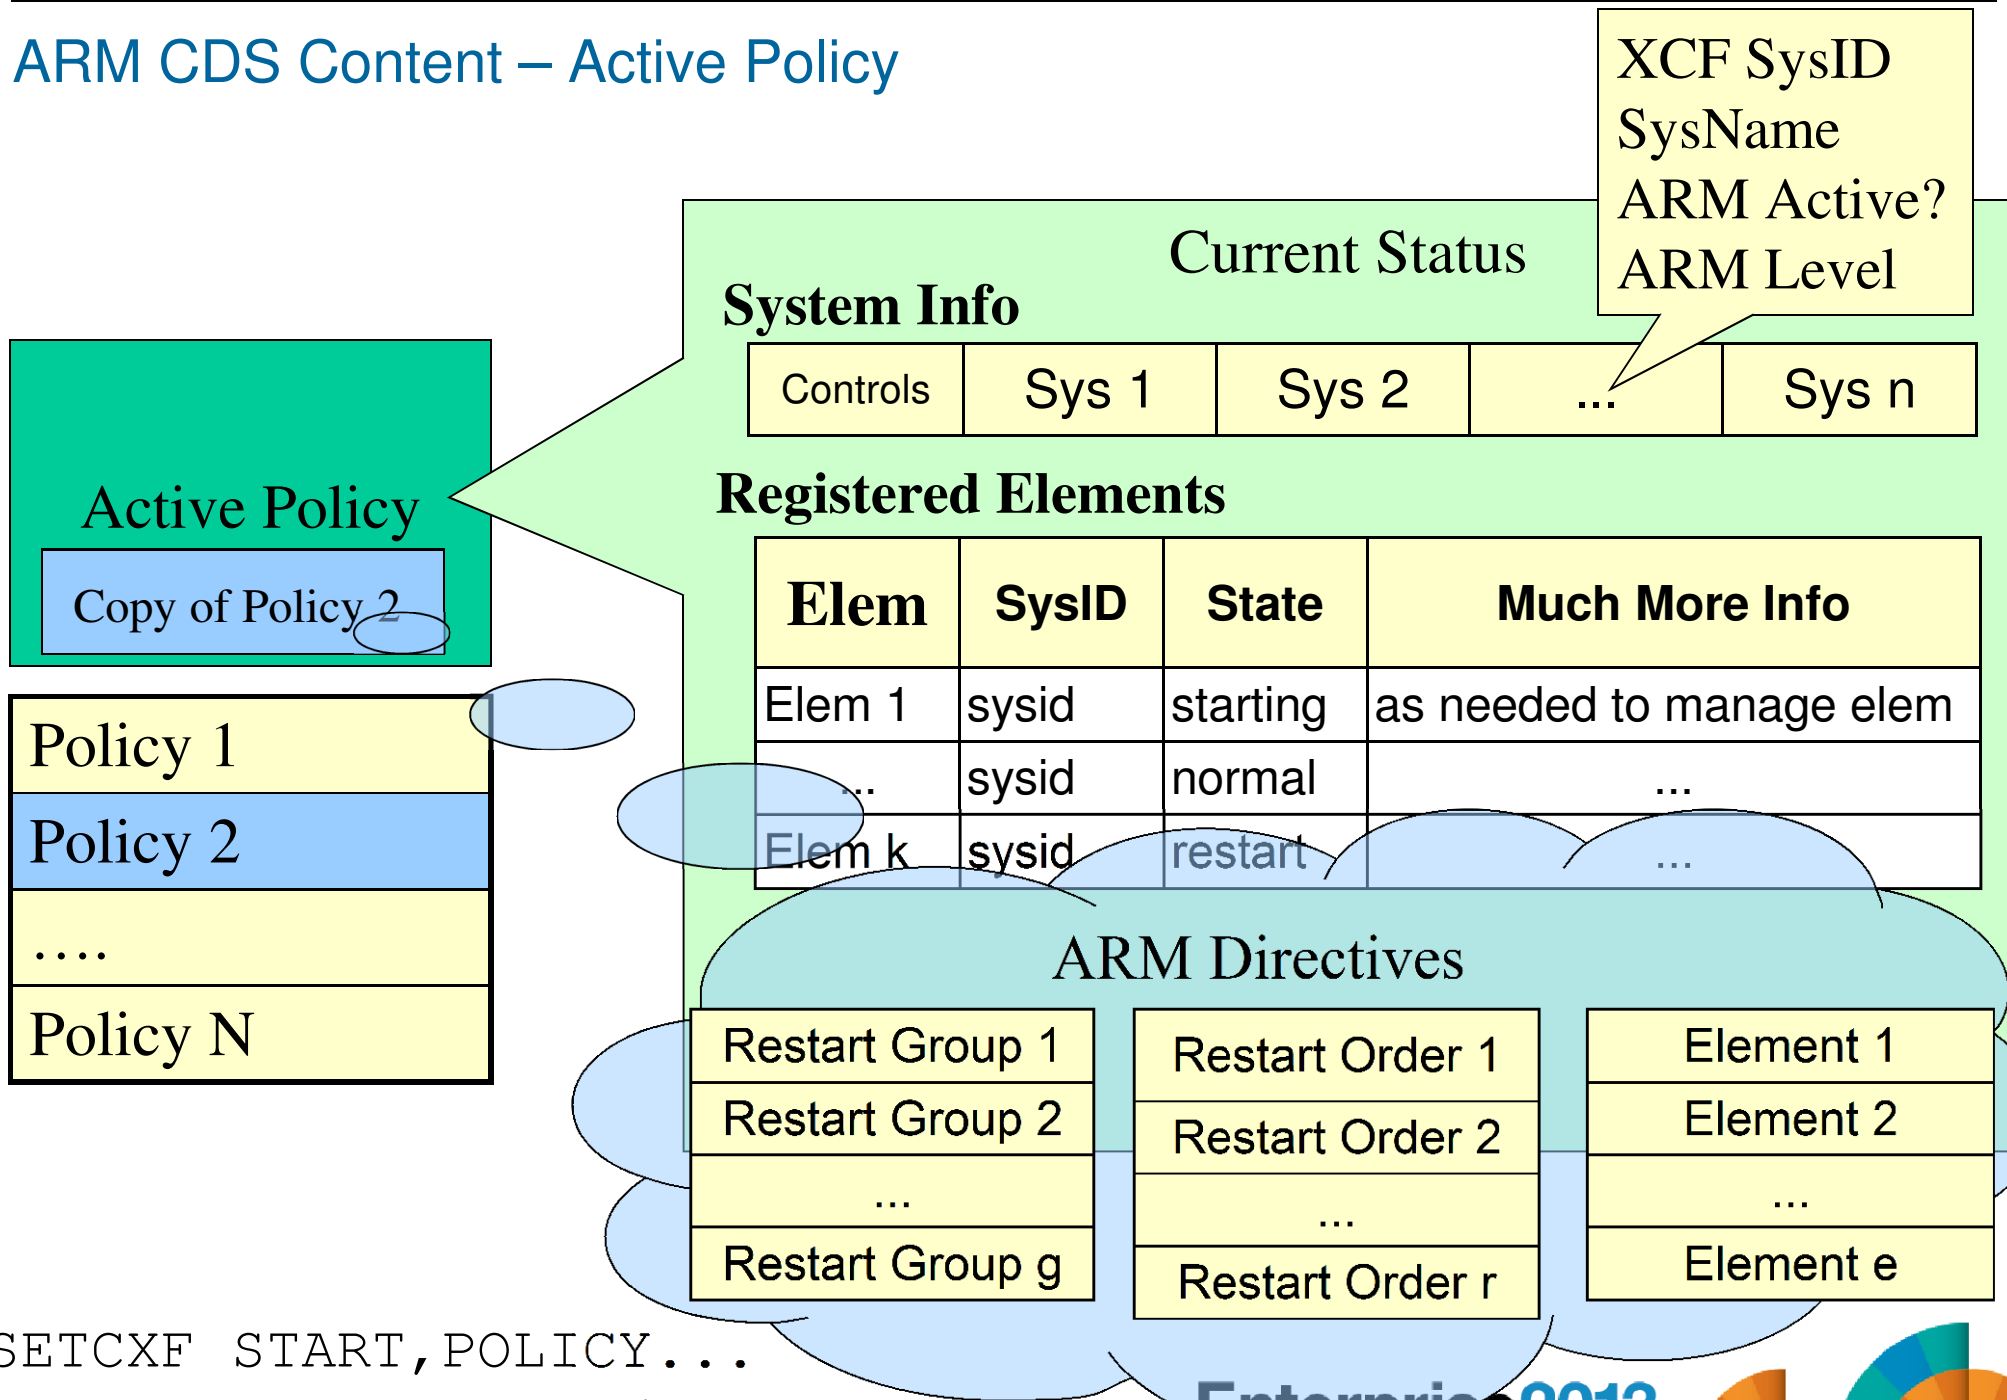 ARM CDS Content – Active Policy
XCF SysID
SysName
ARM Active?
ARM Level
Current Status
System Info
Controls Sys 1 Sys 2 ... Sys n
Active Policy
Copy of Policy 2
Registered Elements
Elem SysID State Much More Info
Elem 1 sysid starting as needed to manage elem
... sysid normal ...
Elem k sysid restart ...
Policy 1
Policy 2
....
Policy N
ARM Directives
Restart Group 1
Restart Group 2
...
Restart Group g
Restart Order 1
Restart Order 2
...
Restart Order r
Element 1
Element 2
...
Element e
SETCXF START,POLICY...
Enterprise2013